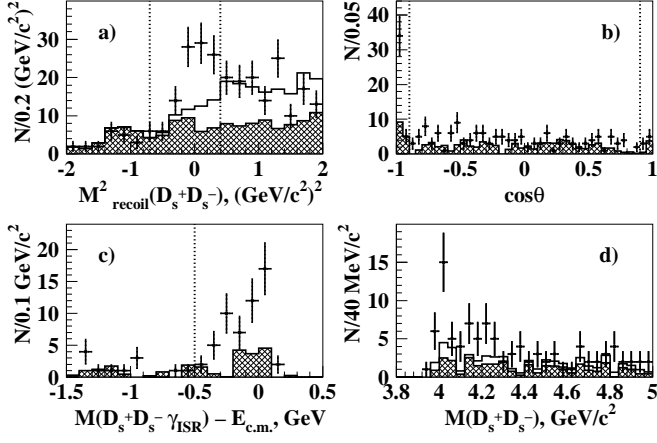 a)
N/0.2 (GeV/c²)²
30
20
10
0
-2 -1 0 1 2
M²recoil(Ds+Ds-), (GeV/c²)²
b)
N/0.05
40
30
20
10
0
-1 -0.5 0 0.5 1
cosθ
c)
N/0.1 GeV/c²
20
15
10
5
0
-1.5 -1 -0.5 0 0.5
M(Ds+Ds- γISR) – Ec.m., GeV
d)
N/40 MeV/c²
15
10
5
0
3.8 4 4.2 4.4 4.6 4.8 5
M(Ds+Ds-), GeV/c²